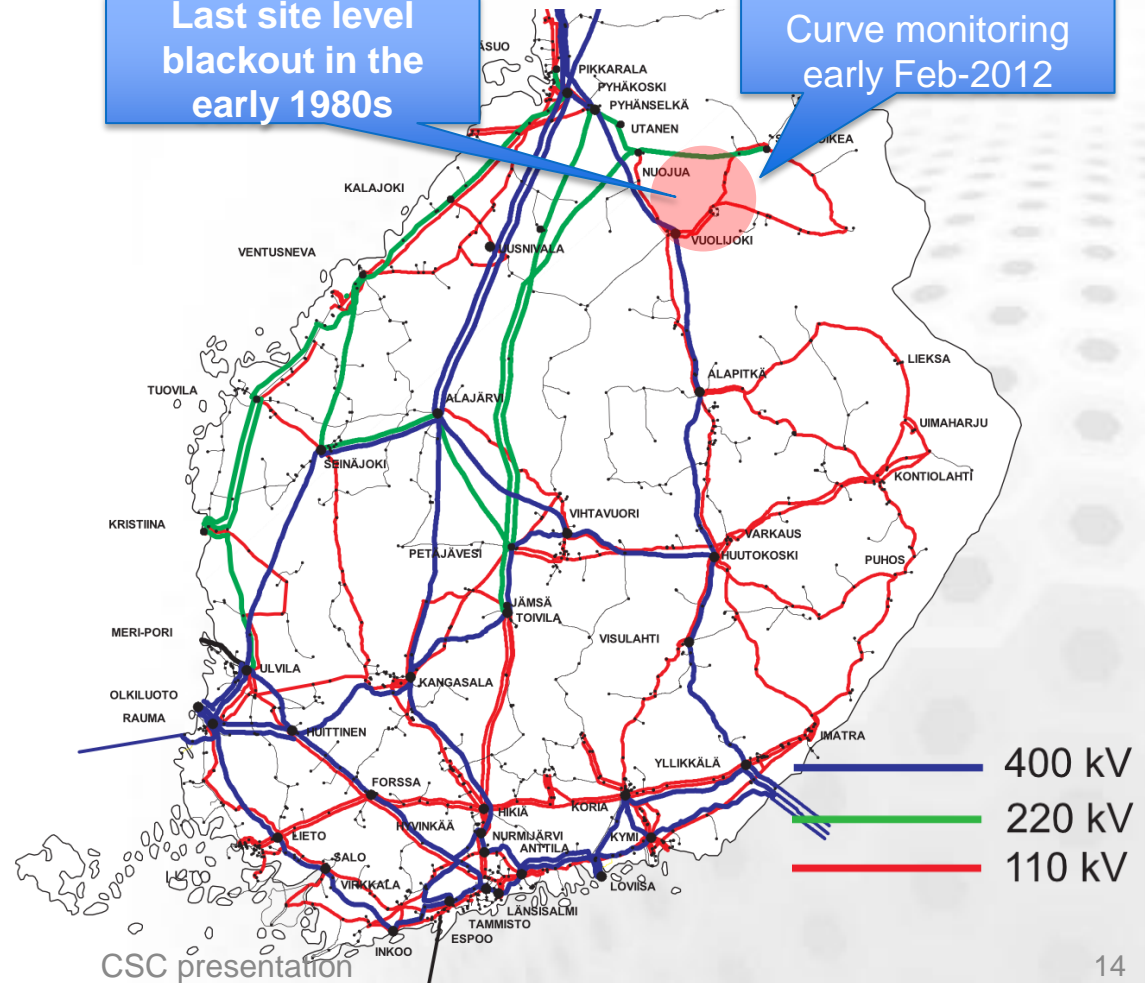 Last site level
blackout in the
early 1980s
Curve monitoring
early Feb-2012
PIKKARALA
PYHÄKOSKI
PYHÄNSELKÄ
UTANEN
NUOJUA
KALAJOKI
VUOLIJOKI
VENTUSNEVA
LIEKSA
ALAPITKÄ
TUOVILA
ALAJÄRVI
UIMAHARJU
SEINÄJOKI
KONTIOLAHTI
VIHTAVUORI
KRISTIINA
VARKAUS
PETÄJÄVESI
HUUTOKOSKI
PUHOS
JÄMSÄ
TOIVILA
MERI-PORI
VISULAHTI
ULVILA
KANGASALA
OLKILUOTO
RAUMA
HUITTINEN
IMATRA
YLLIKKÄLÄ
400 kV
FORSSA
HIKIÄ
KORIA
220 kV
HYVINKÄÄ
NURMIJÄRVI
KYMI
LIETO
ANTTILA
110 kV
SALO
VIRKKALA
LOVIISA
LÄNSISALMI
TAMMISTO
ESPOO
INKOO
CSC presentation
14